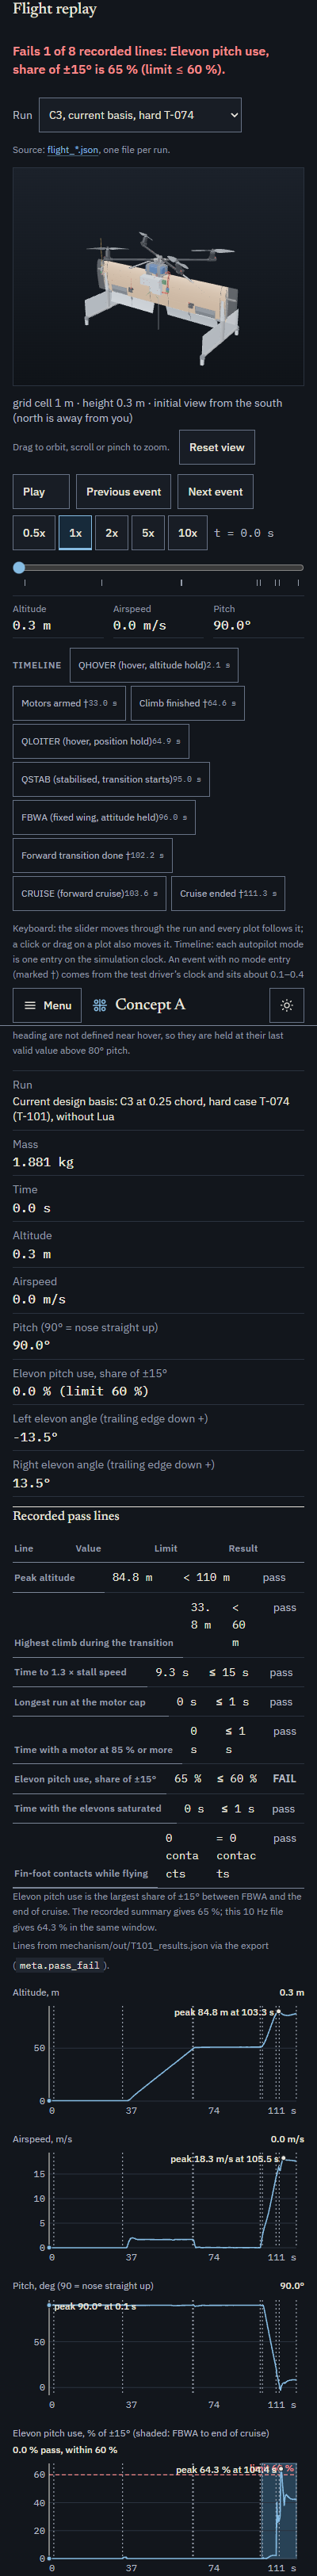 Flight replay
Fails 1 of 8 recorded lines: Elevon pitch use,
share of ±15° is 65 % (limit ≤ 60 %).
Run C3, current basis, hard T-074
Source: flight_*.json, one file per run.
grid cell 1 m · height 0.3 m · initial view from the south
(north is away from you)
Drag to orbit, scroll or pinch to zoom. Reset view
Play Previous event Next event
0.5x 1x 2x 5x 10x t = 0.0 s
Altitude Airspeed Pitch
0.3 m 0.0 m/s 90.0°
TIMELINE QHOVER (hover, altitude hold)2.1 s
Motors armed †33.0 s Climb finished †64.6 s
QLOITER (hover, position hold)64.9 s
QSTAB (stabilised, transition starts)95.0 s
FBWA (fixed wing, attitude held)96.0 s
Forward transition done †102.2 s
CRUISE (forward cruise)103.6 s Cruise ended †111.3 s
Keyboard: the slider moves through the run and every plot follows it;
a click or drag on a plot also moves it. Timeline: each autopilot mode
is one entry on the simulation clock. An event with no mode entry
(marked †) comes from the test driver's clock and sits about 0.1–0.4
Menu Concept A
heading are not defined near hover, so they are held at their last
valid value above 80° pitch.
Run
Current design basis: C3 at 0.25 chord, hard case T-074
(T-101), without Lua
Mass
1.881 kg
Time
0.0 s
Altitude
0.3 m
Airspeed
0.0 m/s
Pitch (90° = nose straight up)
90.0°
Elevon pitch use, share of ±15°
0.0 % (limit 60 %)
Left elevon angle (trailing edge down +)
-13.5°
Right elevon angle (trailing edge down +)
13.5°
Recorded pass lines
Line Value Limit Result
Peak altitude 84.8 m < 110 m pass
33. < pass
8 m 60
Highest climb during the transition m
Time to 1.3 × stall speed 9.3 s ≤ 15 s pass
Longest run at the motor cap 0 s ≤ 1 s pass
0 ≤ 1 pass
Time with a motor at 85 % or more s s
Elevon pitch use, share of ±15° 65 % ≤ 60 % FAIL
Time with the elevons saturated 0 s ≤ 1 s pass
0 = 0 pass
conta contac
Fin-foot contacts while flying cts ts
Elevon pitch use is the largest share of ±15° between FBWA and the
end of cruise. The recorded summary gives 65 %; this 10 Hz file
gives 64.3 % in the same window.
Lines from mechanism/out/T101_results.json via the export
(meta.pass_fail).
Altitude, m 0.3 m
peak 84.8 m at 103.3 s
50
0
0 37 74 111 s
Airspeed, m/s 0.0 m/s
peak 18.3 m/s at 105.5 s
15
10
5
0
0 37 74 111 s
Pitch, deg (90 = nose straight up) 90.0°
peak 90.0° at 0.1 s
50
0
0 37 74 111 s
Elevon pitch use, % of ±15° (shaded: FBWA to end of cruise)
0.0 % pass, within 60 %
peak 64.3 % at 104.4 s %
60
40
20
0
0 37 74 111 s